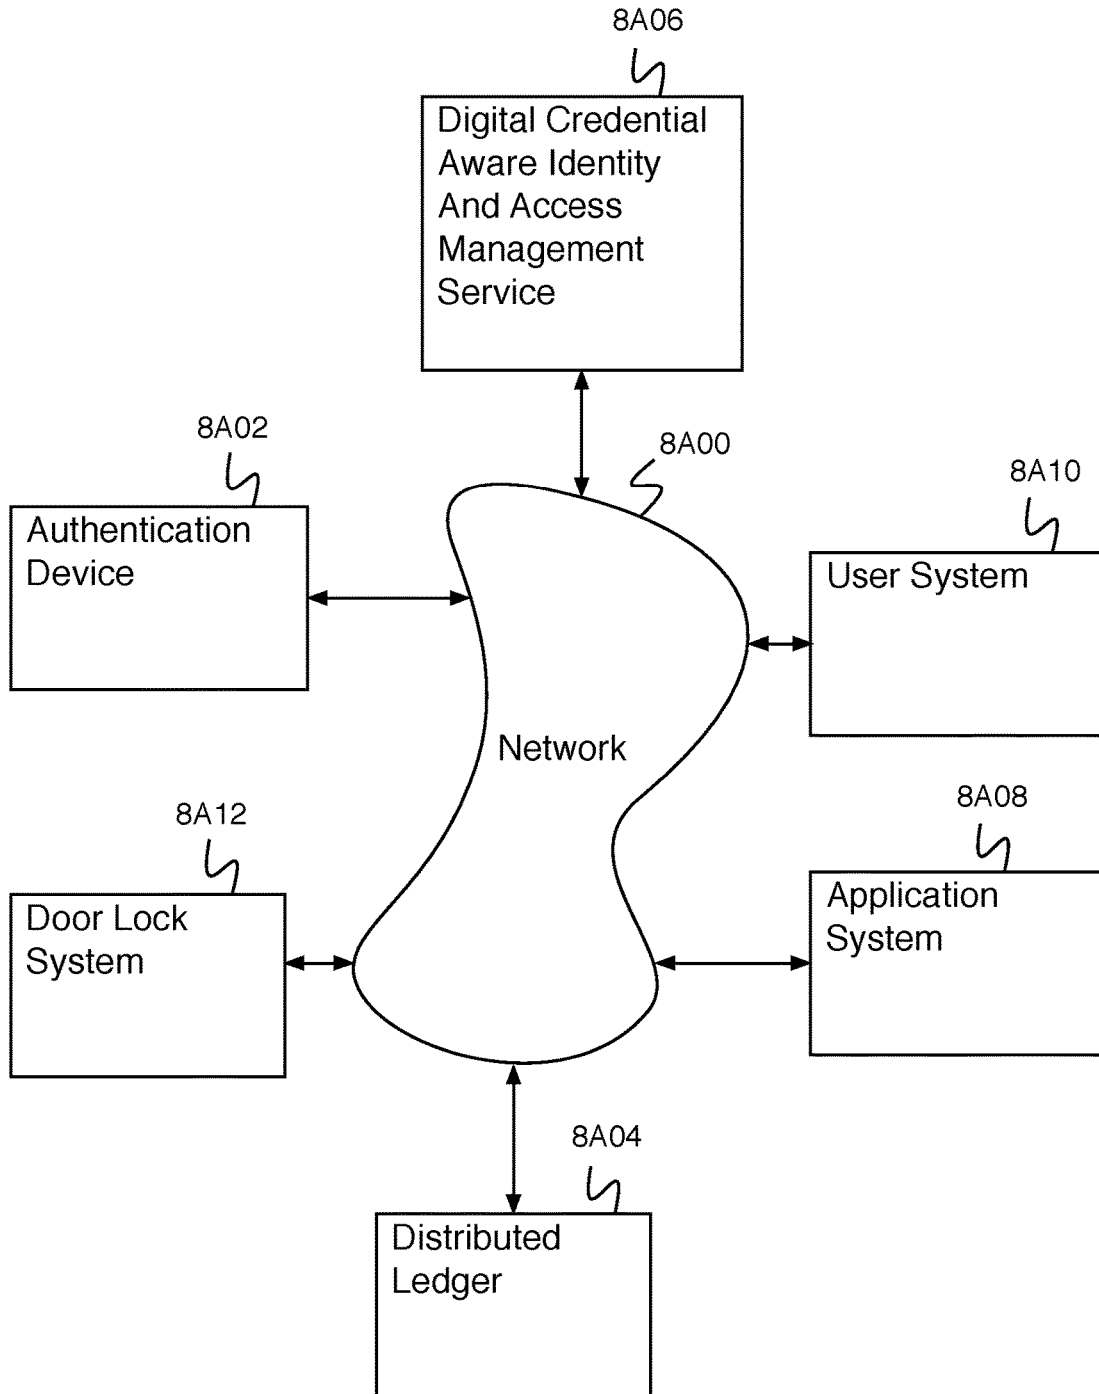 8A06
Digital Credential
Aware Identity
And Access
Management
Service
8A02
8A00
8A10
Authentication
Device
User System
Network
8A12
8A08
Door Lock
System
Application
System
8A04
Distributed
Ledger